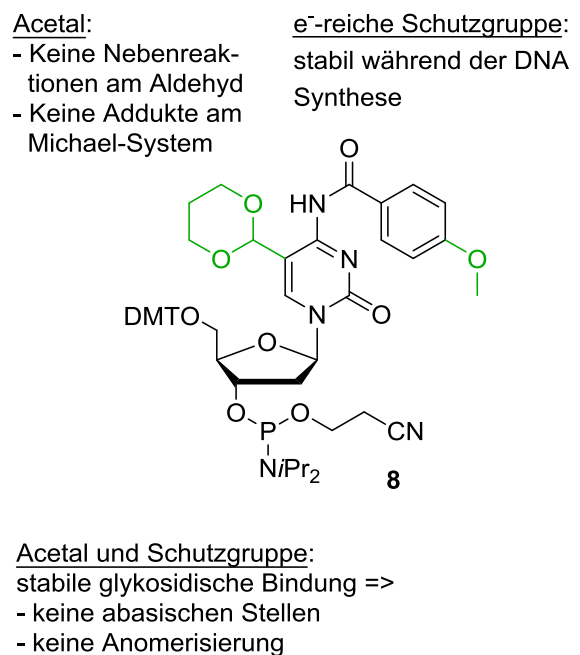 Acetal:
- Keine Nebenreak-
tionen am Aldehyd
- Keine Addukte am
Michael-System
e⁻-reiche Schutzgruppe:
stabil während der DNA
Synthese
O
O
HN
O
N
O
N
O
DMTO
O
O
O
P
CN
NiPr₂
8
Acetal und Schutzgruppe:
stabile glykosidische Bindung =>
- keine abasischen Stellen
- keine Anomerisierung